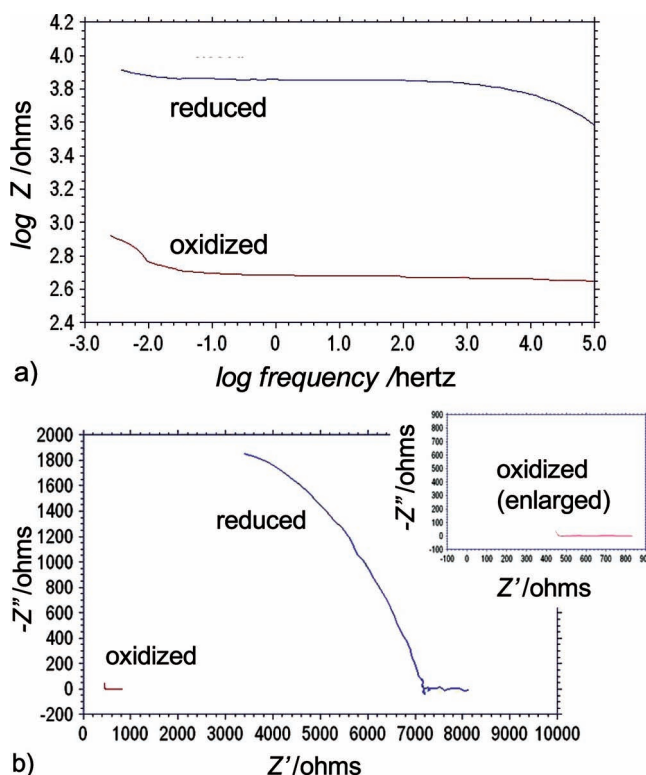 4.2
4.0
3.8
3.6
3.4
3.2
3.0
2.8
2.6
2.4
log Z /ohms
reduced
oxidized
-3.0 -2.0 -1.0 0 1.0 2.0 3.0 4.0 5.0
log frequency /hertz
a)
2000
1800
1600
1400
1200
1000
800
600
400
200
0
-200
-Z" /ohms
reduced
oxidized
0 1000 2000 3000 4000 5000 6000 7000 8000 9000 10000
Z' /ohms
b)
900
800
700
600
500
400
300
200
100
0
-100
-Z" /ohms
oxidized
(enlarged)
-100 0 100 200 300 400 500 600 700 800 900
Z' /ohms